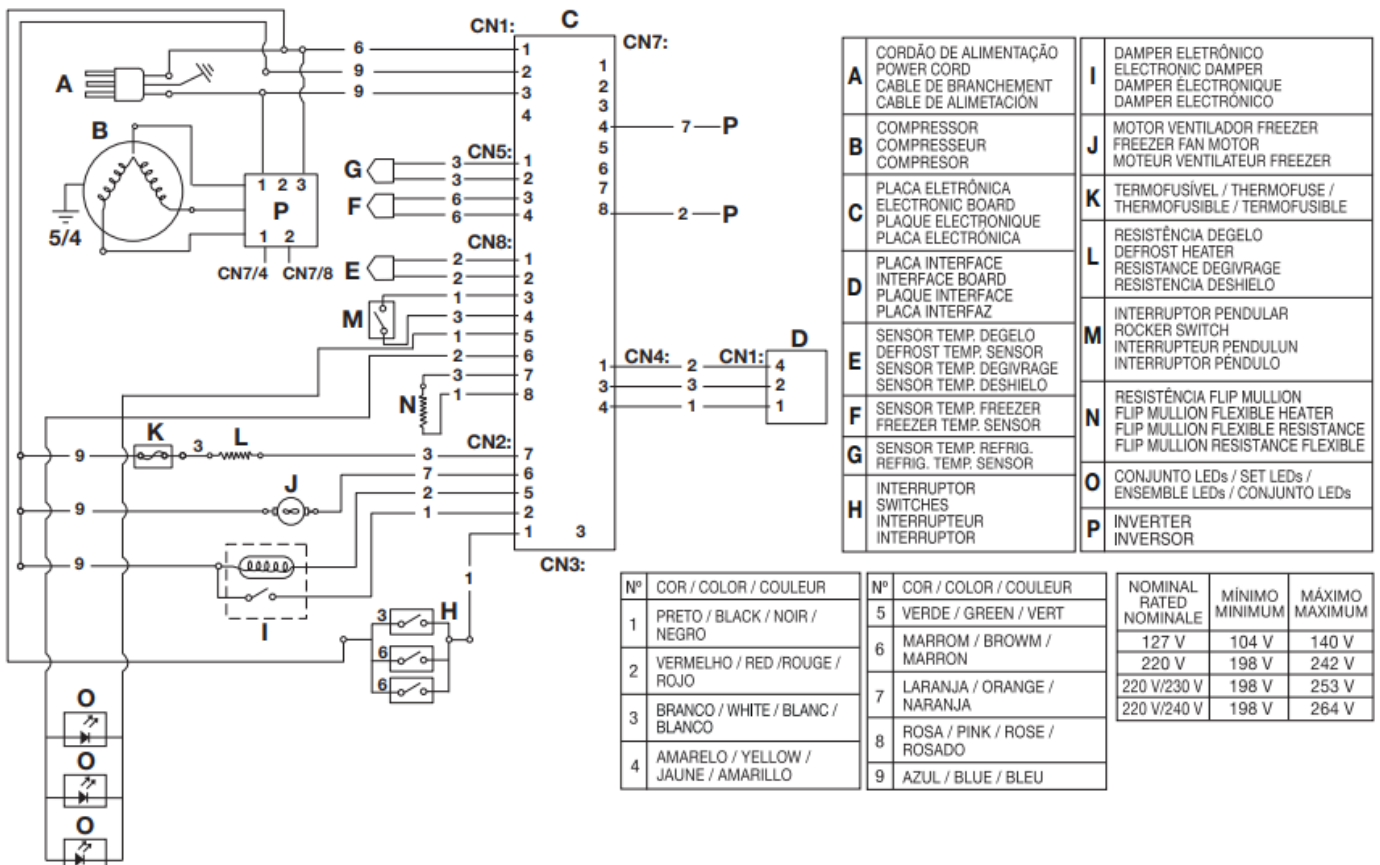 CN1:
C
CN7:
6
1
9
2
9
3
4
A
B
5/4
1 2 3
P
1 2
CN7/4 CN7/8
1
2
3
4
7
P
5
6
7
8
2
P
CN5:
G
3
1
3
2
F
6
3
6
4
CN8:
E
2
1
2
2
M
1
3
3
4
1
5
2
6
N
3
7
1
8
CN4:
CN1:
D
1
2
4
3
3
2
4
1
1
CN2:
9
K
3
L
3
7
7
6
9
J
2
5
1
2
1
3
CN3:
9
I
1
H
3
6
6
O
O
O
A
CORDÃO DE ALIMENTAÇÃO
POWER CORD
CABLE DE BRANCHEMENT
CABLE DE ALIMETACIÓN
B
COMPRESSOR
COMPRESSEUR
COMPRESOR
C
PLACA ELETRÔNICA
ELECTRONIC BOARD
PLAQUE ELECTRONIQUE
PLACA ELECTRÓNICA
D
PLACA INTERFACE
INTERFACE BOARD
PLAQUE INTERFACE
PLACA INTERFAZ
E
SENSOR TEMP. DEGELO
DEFROST TEMP. SENSOR
SENSOR TEMP. DEGIVRAGE
SENSOR TEMP. DESHIELO
F
SENSOR TEMP. FREEZER
FREEZER TEMP. SENSOR
G
SENSOR TEMP. REFRIG.
REFRIG. TEMP. SENSOR
H
INTERRUPTOR
SWITCHES
INTERRUPTEUR
INTERRUPTOR
I
DAMPER ELETRÔNICO
ELECTRONIC DAMPER
DAMPER ÉLECTRONIQUE
DAMPER ELECTRÓNICO
J
MOTOR VENTILADOR FREEZER
FREEZER FAN MOTOR
MOTEUR VENTILATEUR FREEZER
K
TERMOFUSÍVEL / THERMOFUSE /
THERMOFUSIBLE / TERMOFUSIBLE
L
RESISTÊNCIA DEGELO
DEFROST HEATER
RESISTANCE DEGIVRAGE
RESISTENCIA DESHIELO
M
INTERRUPTOR PENDULAR
ROCKER SWITCH
INTERRUPTEUR PENDULUN
INTERRUPTOR PÉNDULO
N
RESISTÊNCIA FLIP MULLION
FLIP MULLION FLEXIBLE HEATER
FLIP MULLION FLEXIBLE RESISTANCE
FLIP MULLION RESISTANCE FLEXIBLE
O
CONJUNTO LEDs / SET LEDs /
ENSEMBLE LEDs / CONJUNTO LEDs
P
INVERTER
INVERSOR
Nº COR / COLOR / COULEUR
1
PRETO / BLACK / NOIR /
NEGRO
2
VERMELHO / RED /ROUGE /
ROJO
3
BRANCO / WHITE / BLANC /
BLANCO
4
AMARELO / YELLOW /
JAUNE / AMARILLO
Nº COR / COLOR / COULEUR
5 VERDE / GREEN / VERT
6
MARROM / BROWM /
MARRON
7
LARANJA / ORANGE /
NARANJA
8
ROSA / PINK / ROSE /
ROSADO
9 AZUL / BLUE / BLEU
NOMINAL
RATED
NOMINALE
MÍNIMO
MINIMUM
MÁXIMO
MAXIMUM
127 V 104 V 140 V
220 V 198 V 242 V
220 V/230 V 198 V 253 V
220 V/240 V 198 V 264 V